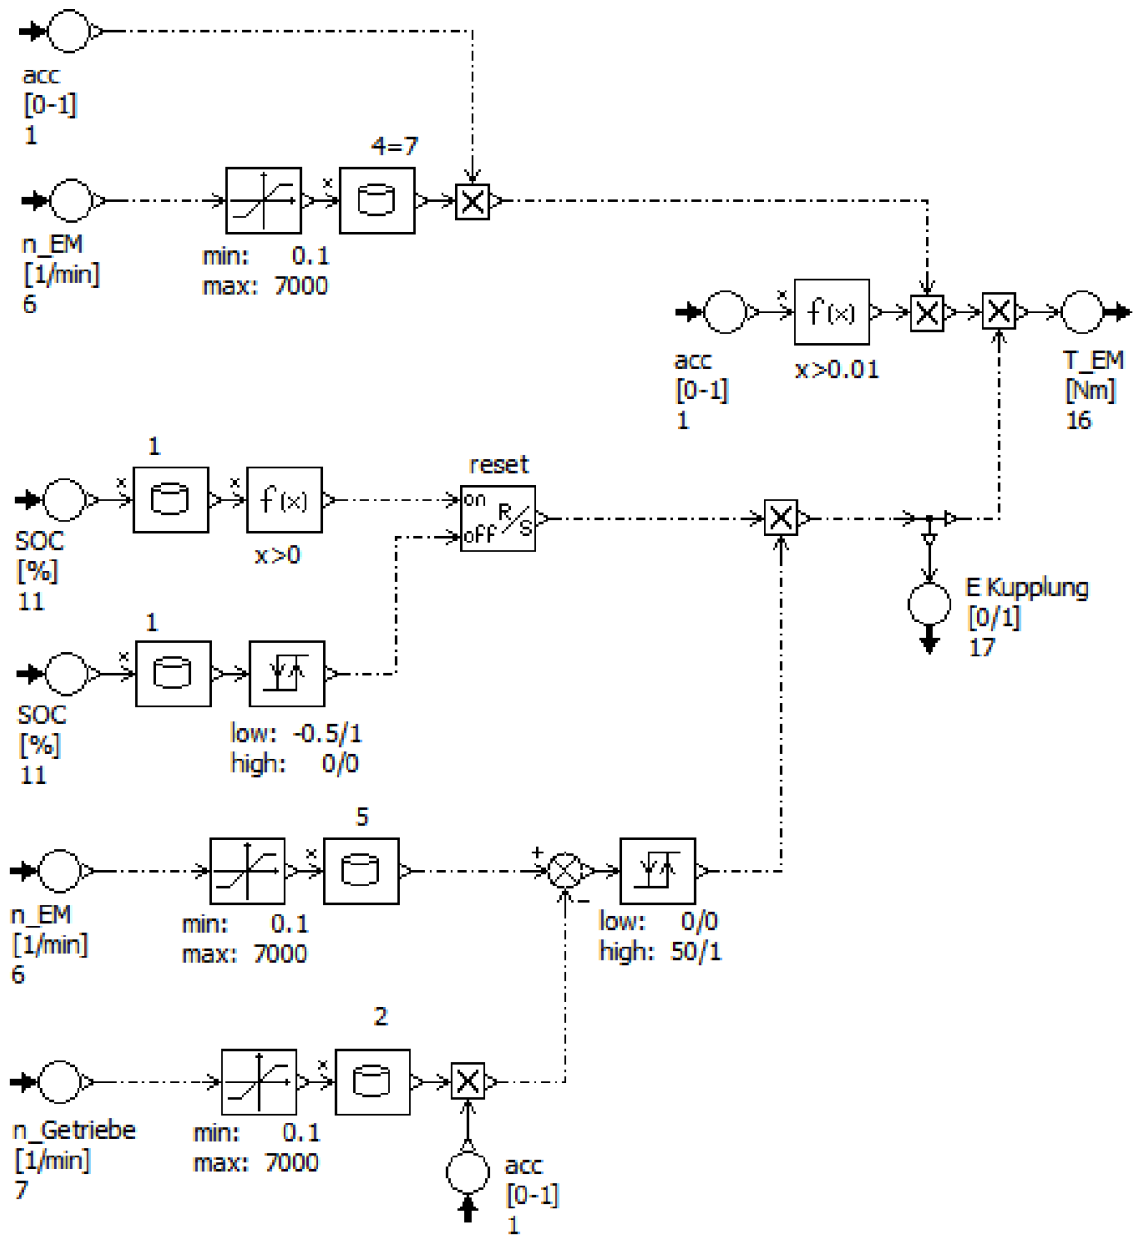 acc
[0-1]
1
4=7
x
n_EM
[1/min]
6
min: 0.1
max: 7000
x
f(x)
acc
[0-1]
1
x>0.01
T_EM
[Nm]
16
1
x
x
f(x)
SOC
[%]
11
x>0
reset
on
R/S
off
1
x
SOC
[%]
11
low: -0.5/1
high: 0/0
E Kupplung
[0/1]
17
5
x
+
−
n_EM
[1/min]
6
min: 0.1
max: 7000
low: 0/0
high: 50/1
2
x
n_Getriebe
[1/min]
7
min: 0.1
max: 7000
acc
[0-1]
1